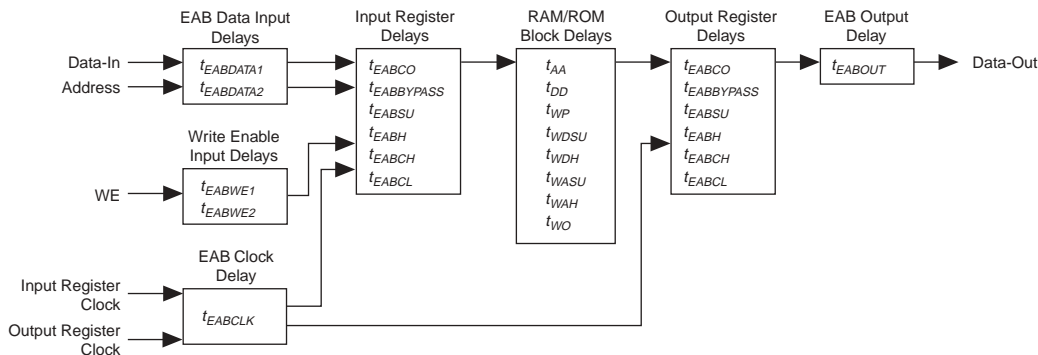 EAB Data Input
Delays
Input Register
Delays
RAM/ROM
Block Delays
Output Register
Delays
EAB Output
Delay
Data-In
Address
tEABDATA1
tEABDATA2
tEABCO
tEABBYPASS
tEABSU
tEABH
tEABCH
tEABCL
tAA
tDD
tWP
tWDSU
tWDH
tWASU
tWAH
tWO
tEABCO
tEABBYPASS
tEABSU
tEABH
tEABCH
tEABCL
tEABOUT
Data-Out
Write Enable
Input Delays
WE
tEABWE1
tEABWE2
EAB Clock
Delay
Input Register
Clock
tEABCLK
Output Register
Clock